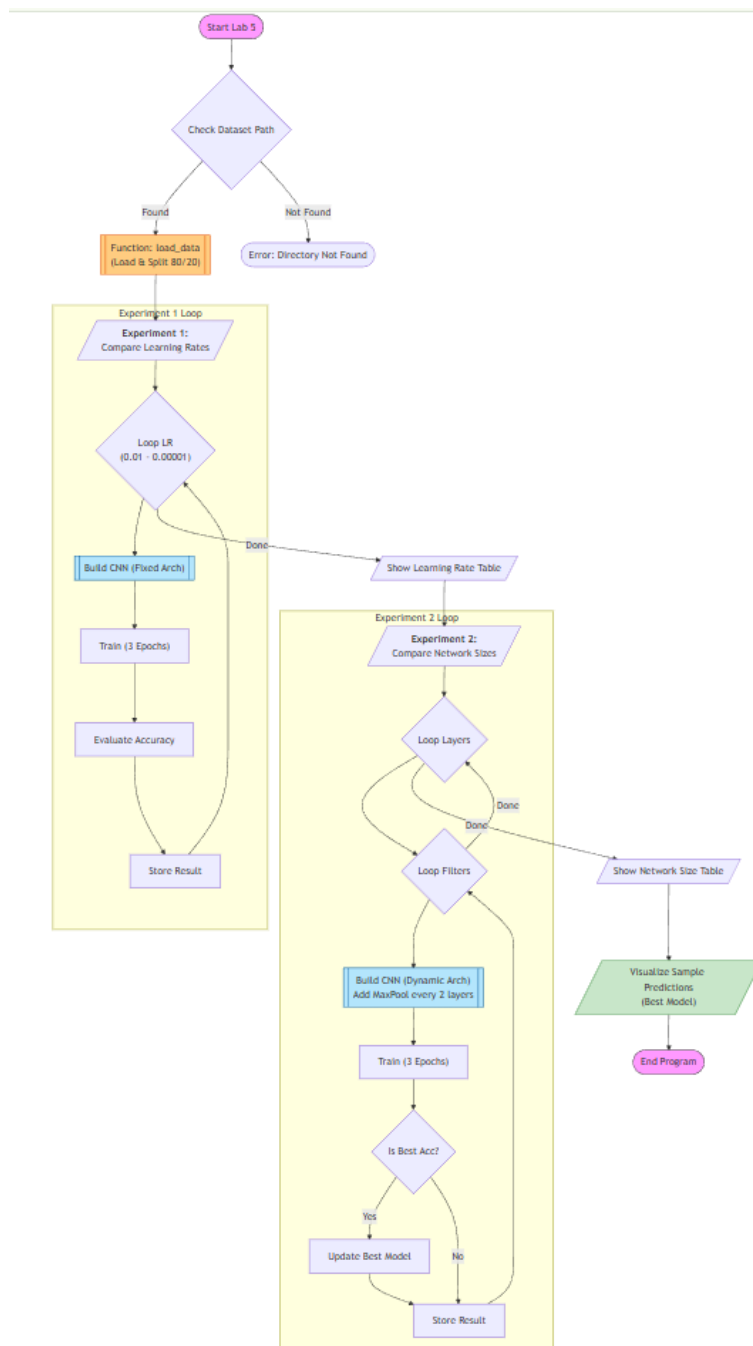 Start Lab 5
Check Dataset Path
Found
Not Found
Function: load_data
(Load & Split 80/20)
Error: Directory Not Found
Experiment 1 Loop
Experiment 1:
Compare Learning Rates
Loop LR
(0.01 - 0.00001)
Done
Build CNN (Fixed Arch)
Show Learning Rate Table
Train (3 Epochs)
Evaluate Accuracy
Store Result
Experiment 2 Loop
Experiment 2:
Compare Network Sizes
Loop Layers
Done
Done
Loop Filters
Show Network Size Table
Build CNN (Dynamic Arch)
Add MaxPool every 2 layers
Visualize Sample
Predictions
(Best Model)
Train (3 Epochs)
End Program
Is Best Acc?
Yes
No
Update Best Model
Store Result